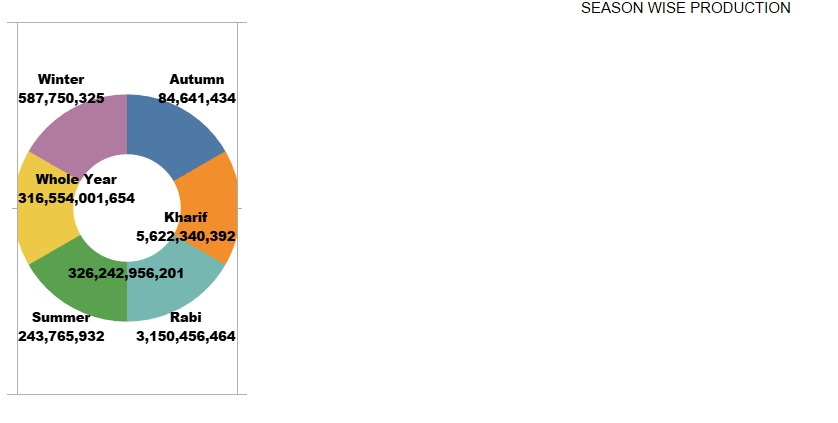 SEASON WISE PRODUCTION
Winter
587,750,325
Autumn
84,641,434
Whole Year
316,554,001,654
Kharif
5,622,340,392
326,242,956,201
Summer
243,765,932
Rabi
3,150,456,464